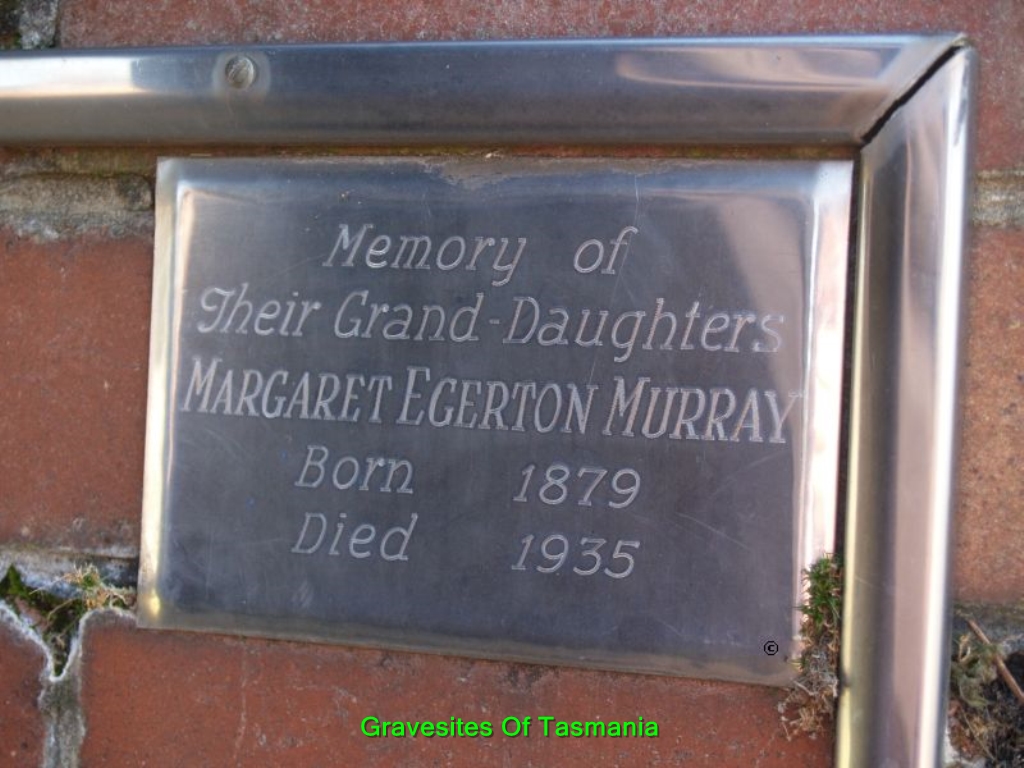 Memory of
Their Grand-Daughters
MARGARET EGERTON MURRAY
Born 1879
Died 1935
©
Gravesites Of Tasmania